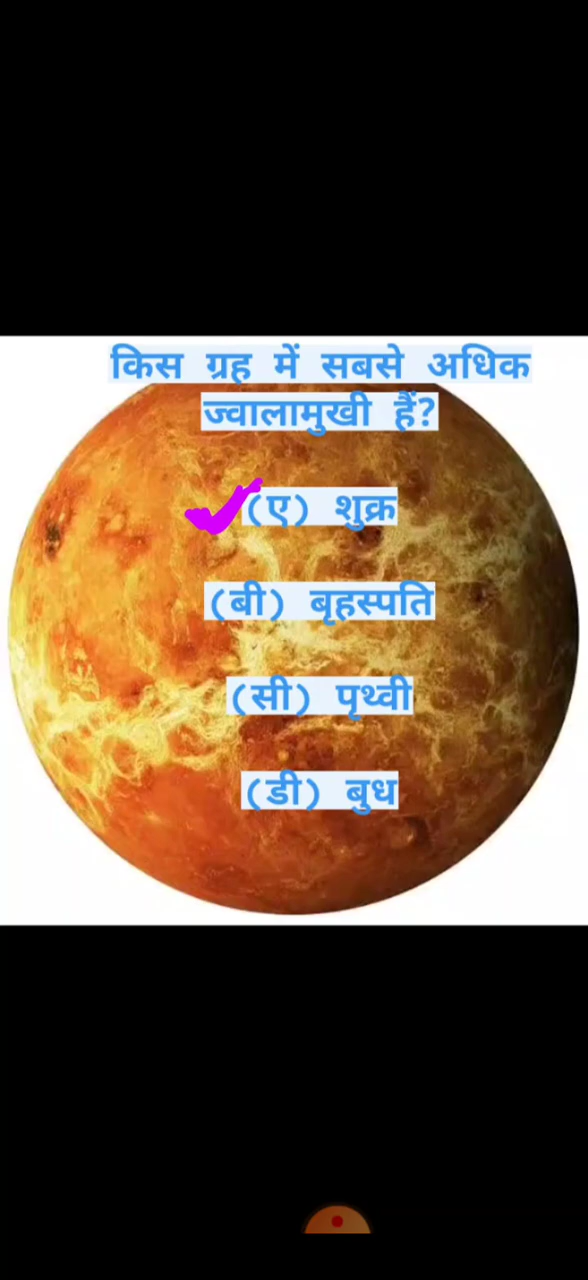 किस ग्रह में सबसे अधिक
ज्वालामुखी हैं?
(ए) शुक्र
(बी) बृहस्पति
(सी) पृथ्वी
(डी) बुध